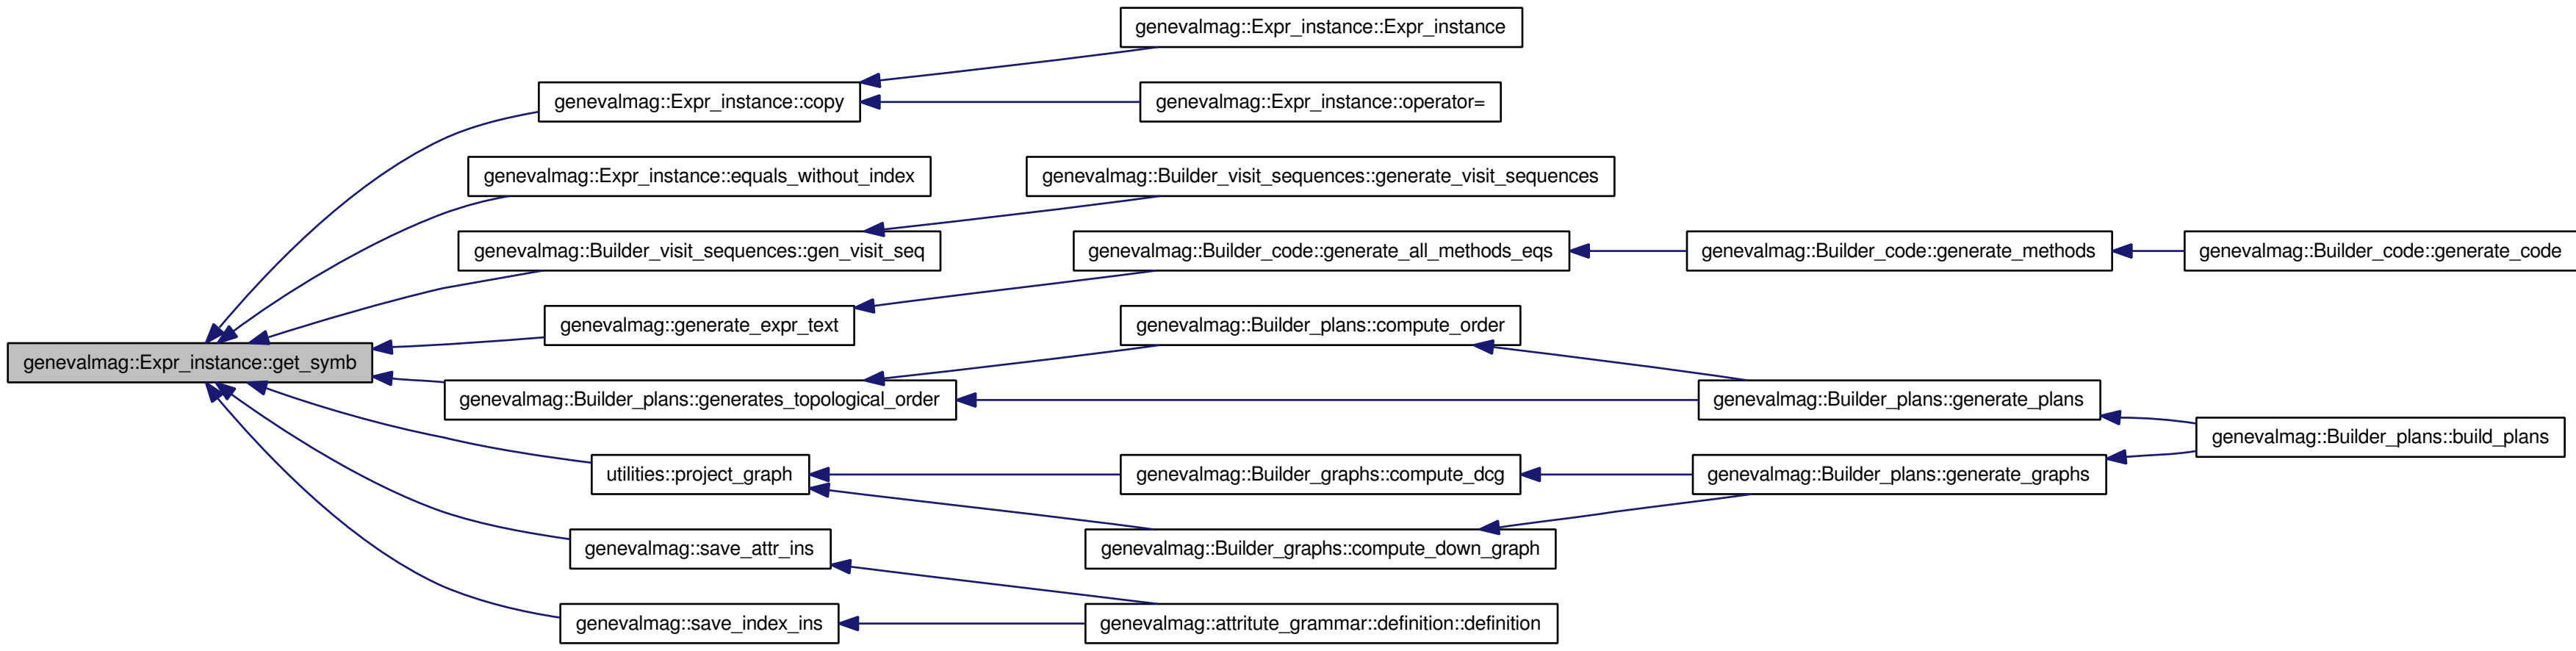 genevalmag::Expr_instance::Expr_instance
genevalmag::Expr_instance::copy
genevalmag::Expr_instance::operator=
genevalmag::Expr_instance::equals_without_index
genevalmag::Builder_visit_sequences::generate_visit_sequences
genevalmag::Builder_visit_sequences::gen_visit_seq
genevalmag::Builder_code::generate_all_methods_eqs
genevalmag::Builder_code::generate_methods
genevalmag::Builder_code::generate_code
genevalmag::generate_expr_text
genevalmag::Builder_plans::compute_order
genevalmag::Expr_instance::get_symb
genevalmag::Builder_plans::generates_topological_order
genevalmag::Builder_plans::generate_plans
genevalmag::Builder_plans::build_plans
utilities::project_graph
genevalmag::Builder_graphs::compute_dcg
genevalmag::Builder_plans::generate_graphs
genevalmag::save_attr_ins
genevalmag::Builder_graphs::compute_down_graph
genevalmag::save_index_ins
genevalmag::attritute_grammar::definition::definition